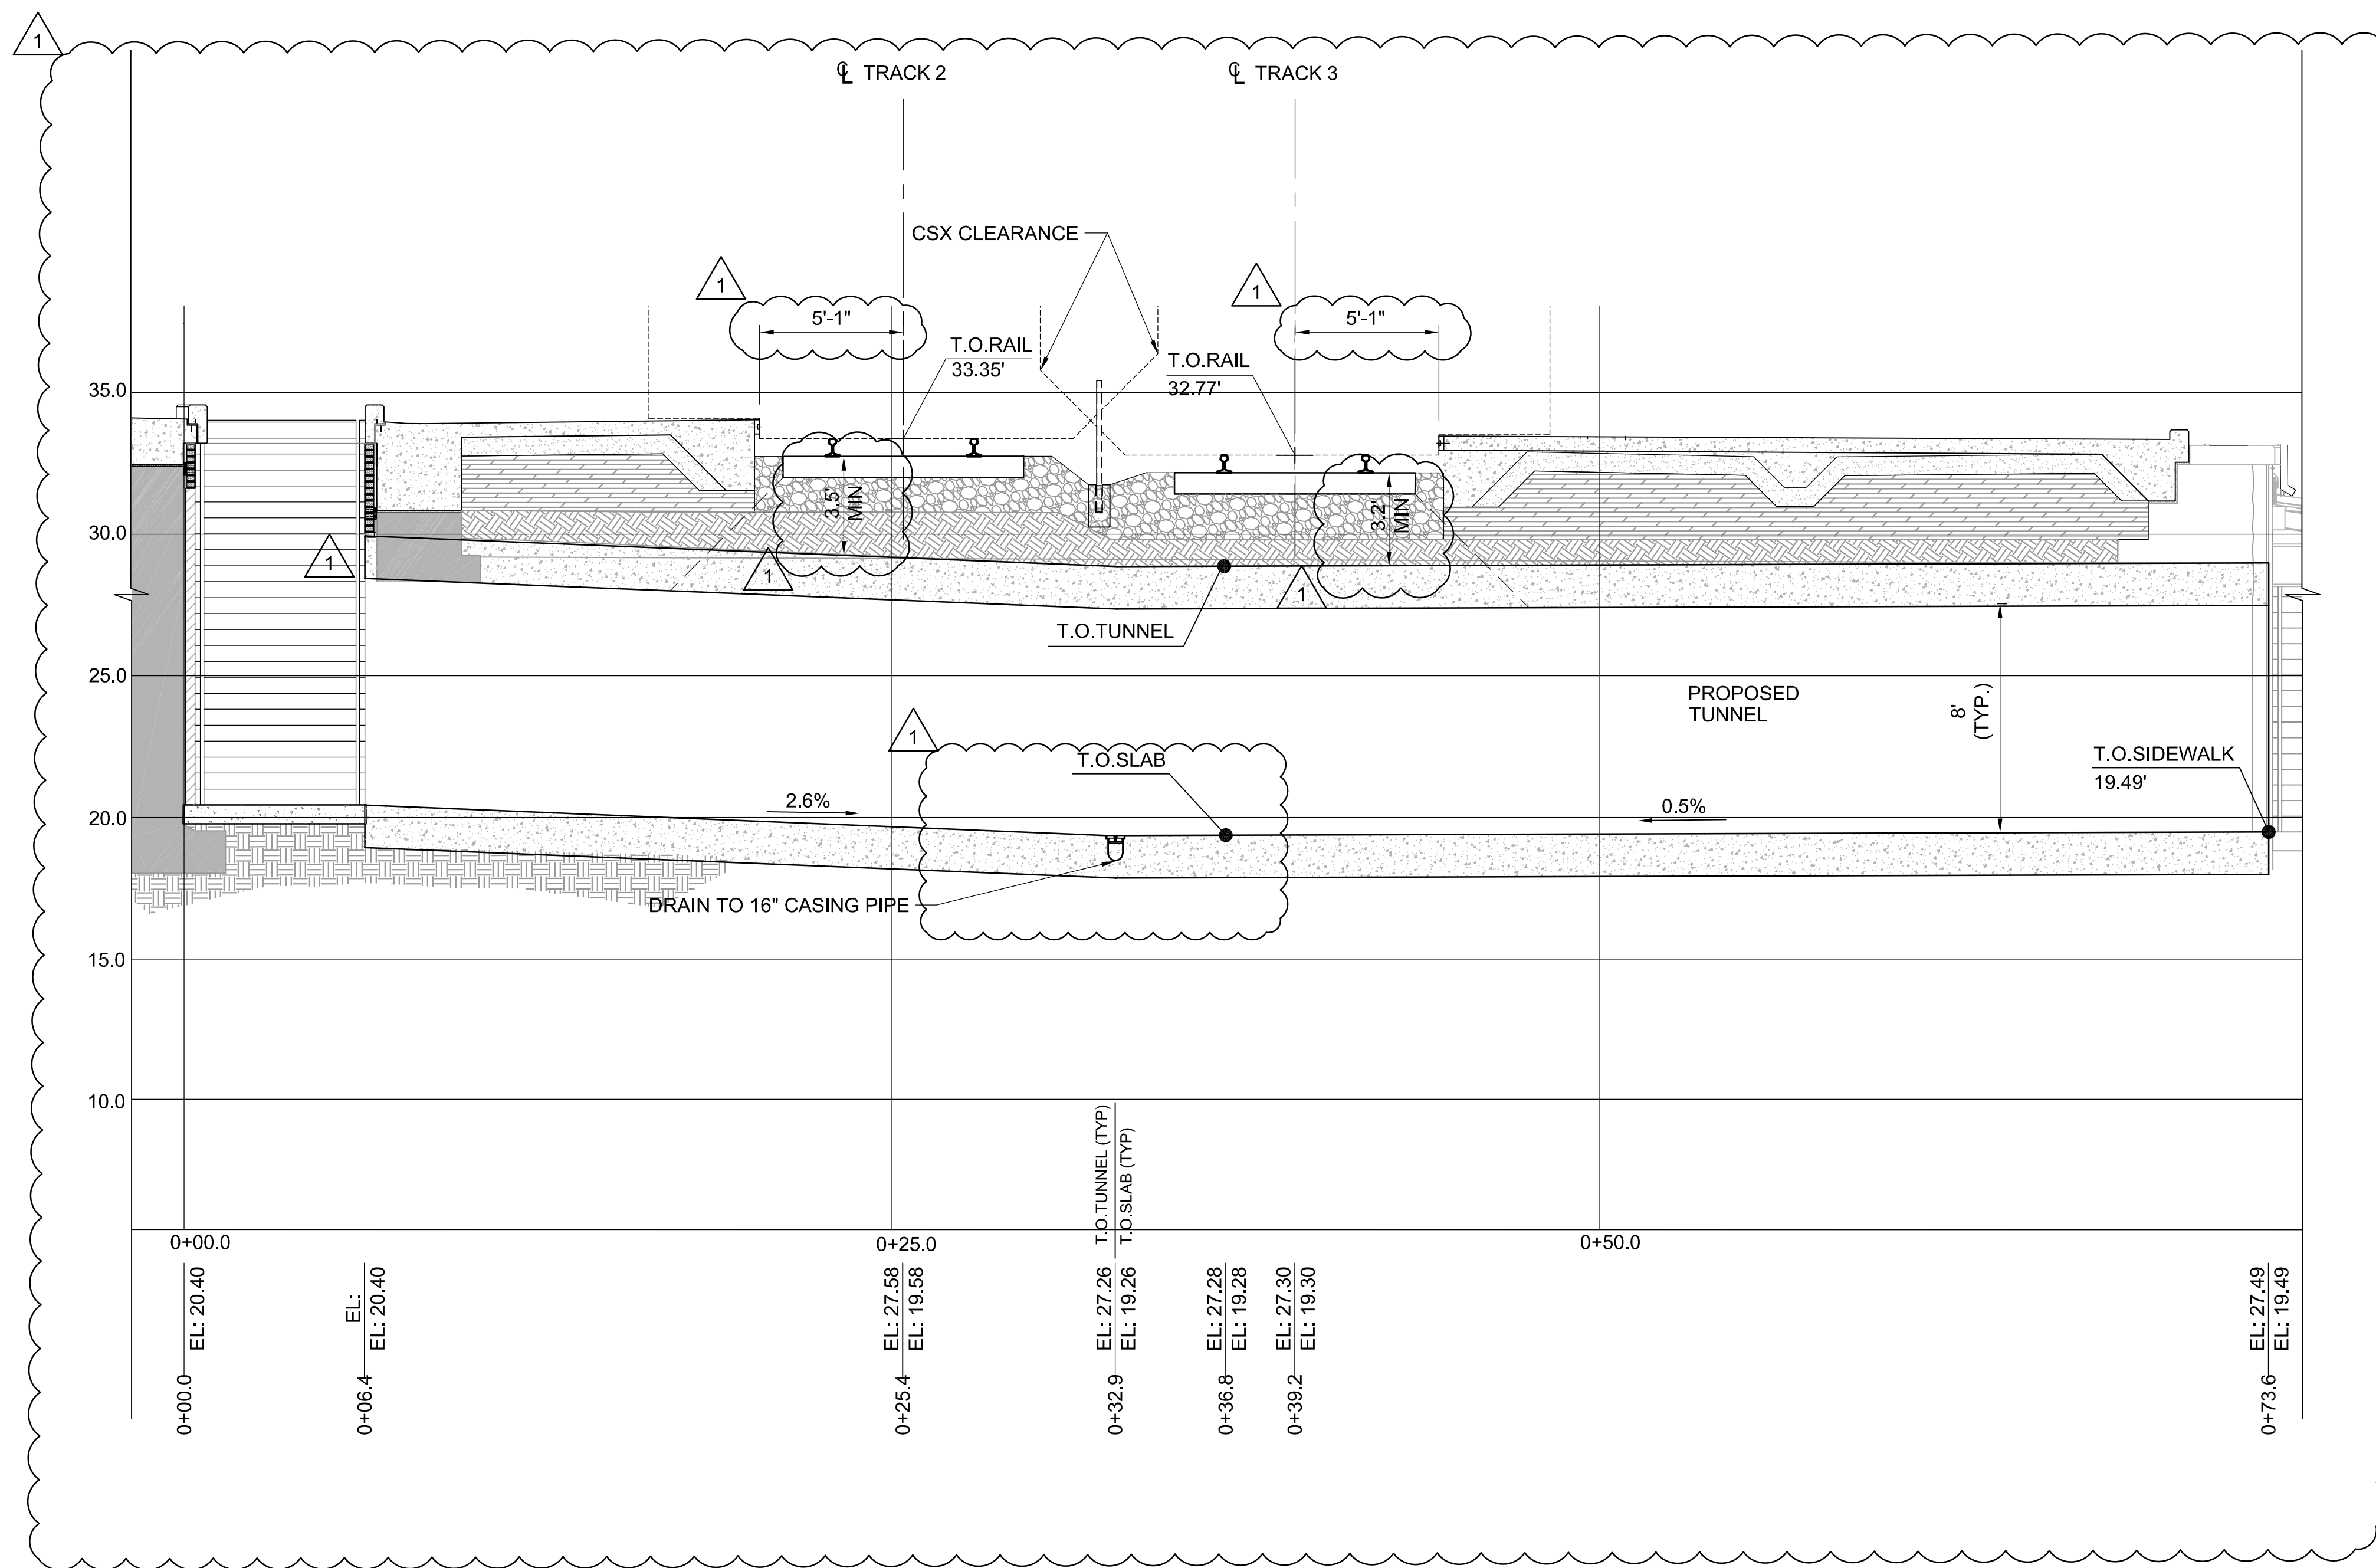 1
℄ TRACK 2
℄ TRACK 3
CSX CLEARANCE
1
5'-1"
1
5'-1"
T.O.RAIL
33.35'
T.O.RAIL
32.77'
35.0
3.5'
MIN
3.2'
MIN
30.0
1
1
1
T.O.TUNNEL
25.0
PROPOSED
TUNNEL
8'
(TYP.)
1
T.O.SLAB
T.O.SIDEWALK
19.49'
2.6%
0.5%
20.0
DRAIN TO 16" CASING PIPE
15.0
10.0
T.O.TUNNEL (TYP)
T.O.SLAB (TYP)
0+00.0
0+25.0
0+50.0
EL: 20.40
0+00.0
EL:
EL: 20.40
0+06.4
EL: 27.58
EL: 19.58
0+25.4
EL: 27.26
EL: 19.26
0+32.9
EL: 27.28
EL: 19.28
0+36.8
EL: 27.30
EL: 19.30
0+39.2
EL: 27.49
EL: 19.49
0+73.6